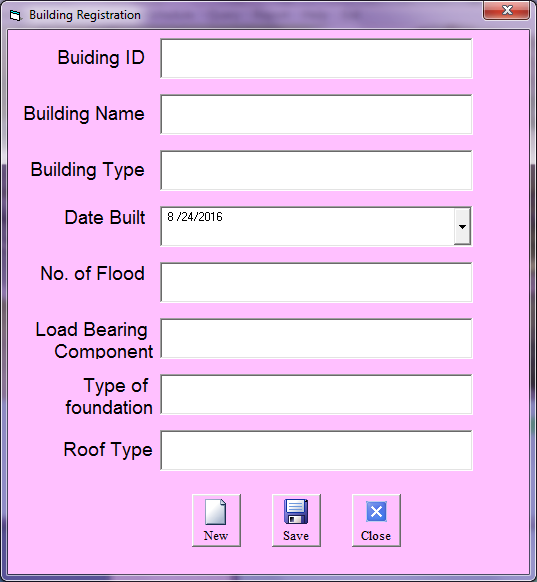 Building Registration
Buiding ID
Building Name
Building Type
Date Built
8 /24/2016
No. of Flood
Load Bearing
Component
Type of
foundation
Roof Type
New
Save
Close